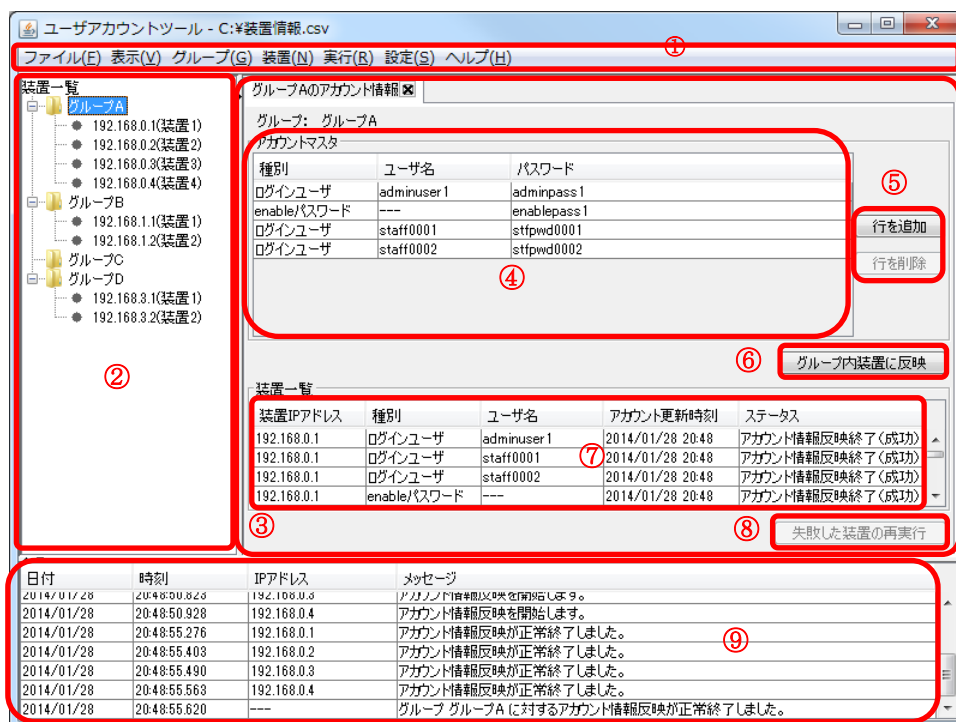 ユーザアカウントツール - C:¥装置情報.csv
①
ファイル(F) 表示(V) グループ(G) 装置(N) 実行(R) 設定(S) ヘルプ(H)
装置一覧
グループA
192.168.0.1(装置1)
192.168.0.2(装置2)
192.168.0.3(装置3)
192.168.0.4(装置4)
グループB
192.168.1.1(装置1)
192.168.1.2(装置2)
グループC
グループD
192.168.3.1(装置1)
192.168.3.2(装置2)
②
グループAのアカウント情報
グループ: グループA
アカウントマスタ
種別 ユーザ名 パスワード
ログインユーザ adminuser1 adminpass1
enableパスワード --- enablepass1
ログインユーザ staff0001 stfpwd0001
ログインユーザ staff0002 stfpwd0002
④
⑤
行を追加
行を削除
⑥
グループ内装置に反映
装置一覧
装置IPアドレス 種別 ユーザ名 アカウント更新時刻 ステータス
192.168.0.1 ログインユーザ adminuser1 2014/01/28 20:48 アカウント情報反映終了(成功)
192.168.0.1 ログインユーザ staff0001 2014/01/28 20:48 アカウント情報反映終了(成功)
192.168.0.1 ログインユーザ staff0002 2014/01/28 20:48 アカウント情報反映終了(成功)
192.168.0.1 enableパスワード --- 2014/01/28 20:48 アカウント情報反映終了(成功)
⑦
③
⑧
失敗した装置の再実行
日付 時刻 IPアドレス メッセージ
2014/01/28 20:48:50.823 192.168.0.3 アカウント情報反映を開始します。
2014/01/28 20:48:50.928 192.168.0.4 アカウント情報反映を開始します。
2014/01/28 20:48:55.276 192.168.0.1 アカウント情報反映が正常終了しました。
2014/01/28 20:48:55.403 192.168.0.2 アカウント情報反映が正常終了しました。
2014/01/28 20:48:55.490 192.168.0.3 アカウント情報反映が正常終了しました。
2014/01/28 20:48:55.563 192.168.0.4 アカウント情報反映が正常終了しました。
2014/01/28 20:48:55.620 --- グループ グループA に対するアカウント情報反映が正常終了しました。
⑨